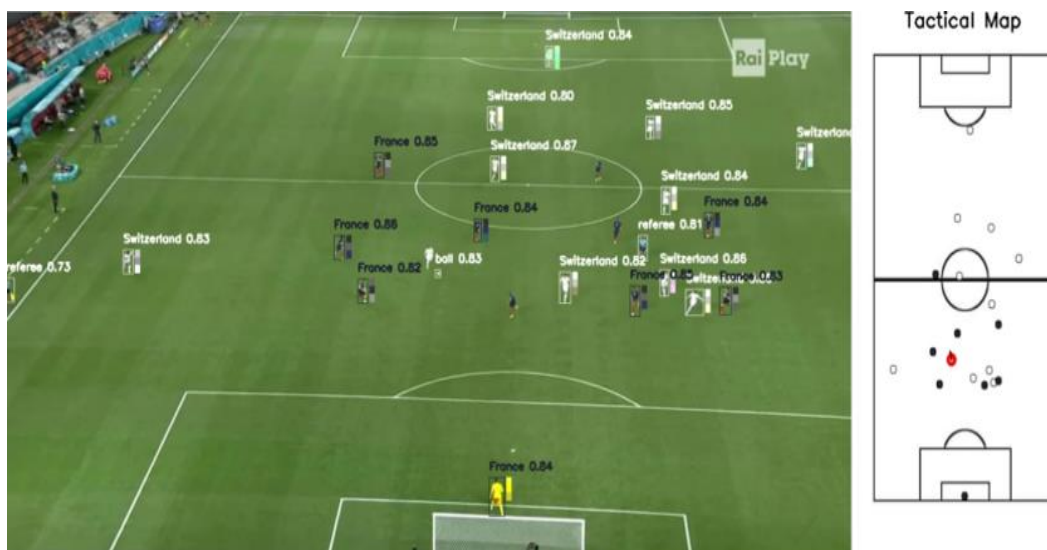 Tactical Map
Switzerland 0.84
Rai Play
Switzerland 0.80
Switzerland 0.85
Switzerland
France 0.85
Switzerland 0.87
Switzerland 0.84
France 0.84
France 0.84
France 0.86
referee 0.81
Switzerland 0.83
ball 0.83
Switzerland 0.82
Switzerland 0.86
referee 0.73
France 0.82
France 0.83
France 0.84